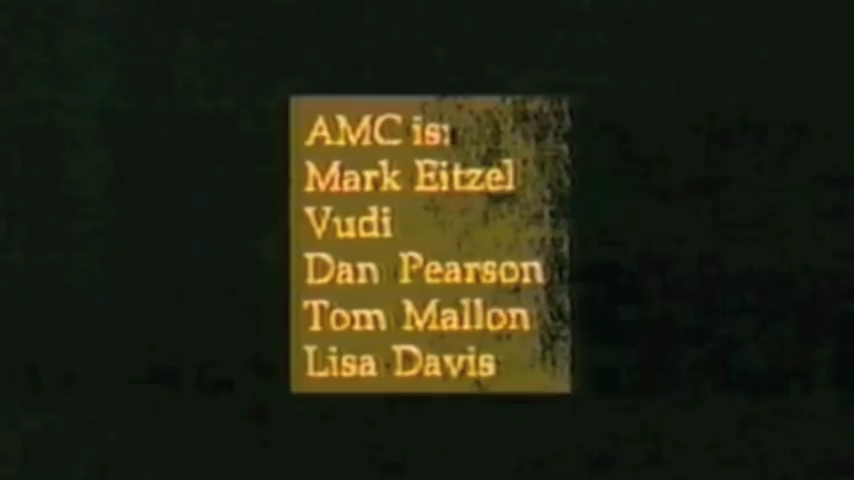 AMC is:
Mark Eitzel
Vudi
Dan Pearson
Tom Mallon
Lisa Davis